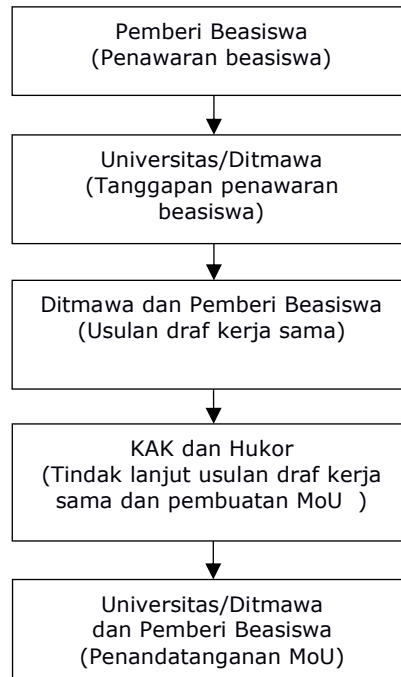 Pemberi Beasiswa
(Penawaran beasiswa)
Universitas/Ditmawa
(Tanggapan penawaran
beasiswa)
Ditmawa dan Pemberi Beasiswa
(Usulan draf kerja sama)
KAK dan Hukor
(Tindak lanjut usulan draf kerja
sama dan pembuatan MoU )
Universitas/Ditmawa
dan Pemberi Beasiswa
(Penandatanganan MoU)